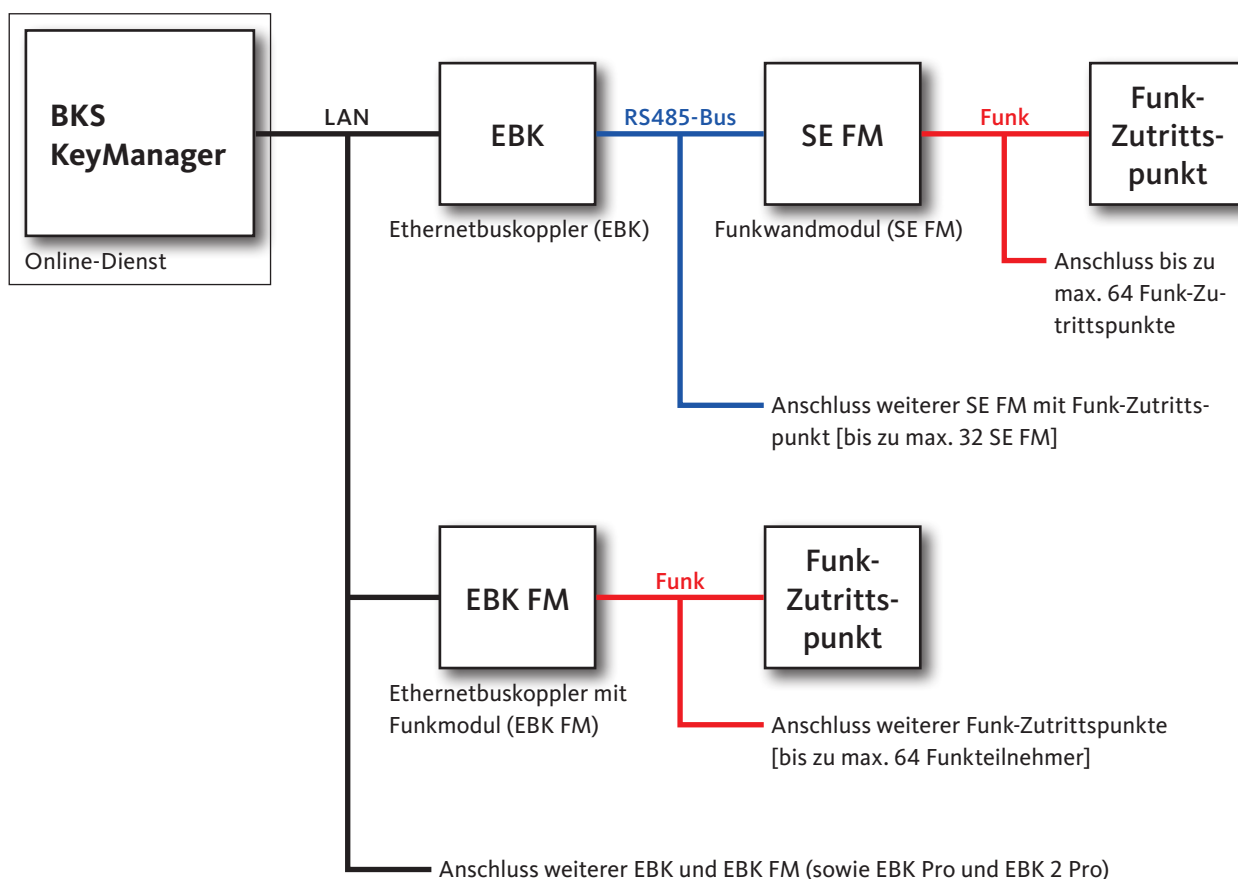 BKS
KeyManager
Online-Dienst
LAN
EBK
Ethernetbuskoppler (EBK)
RS485-Bus
SE FM
Funkwandmodul (SE FM)
Funk
Funk-
Zutritts-
punkt
Anschluss bis zu
max. 64 Funk-Zu-
trittspunkte
Anschluss weiterer SE FM mit Funk-Zutritts-
punkt [bis zu max. 32 SE FM]
EBK FM
Ethernetbuskoppler mit
Funkmodul (EBK FM)
Funk
Funk-
Zutritts-
punkt
Anschluss weiterer Funk-Zutrittspunkte
[bis zu max. 64 Funkteilnehmer]
Anschluss weiterer EBK und EBK FM (sowie EBK Pro und EBK 2 Pro)